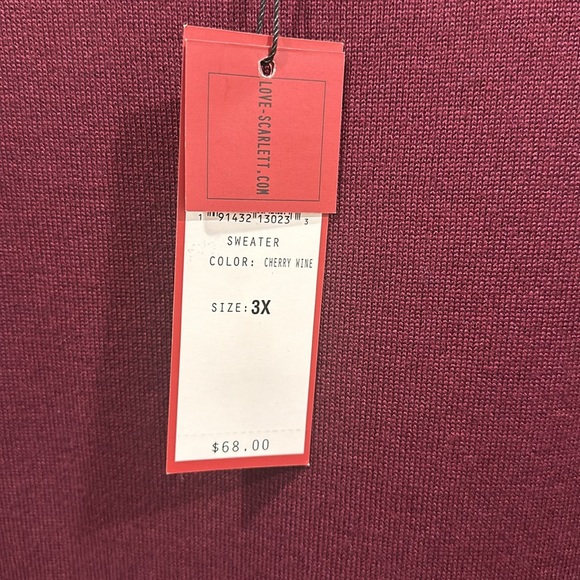 LOVE-SCARLETT.COM
1 91432 13023 3
SWEATER
COLOR: CHERRY WINE
SIZE: 3X
$68.00